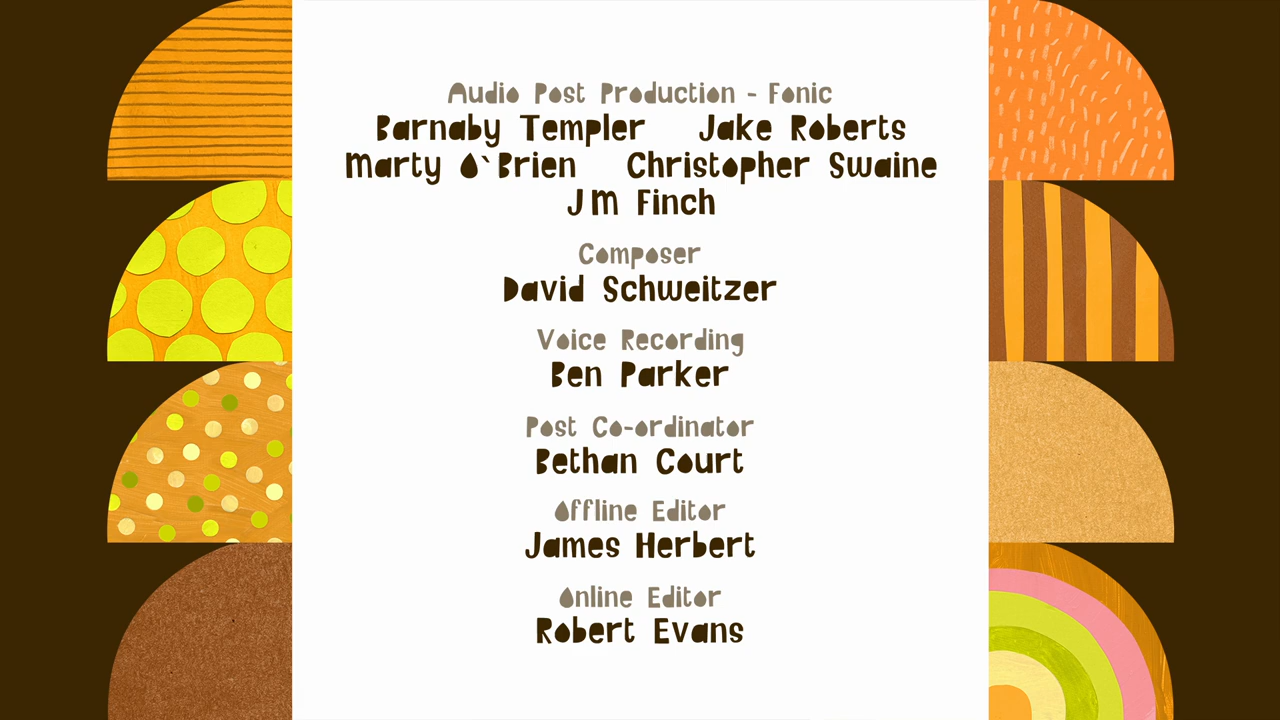 Audio Post Production - Fonic
Barnaby Templer Jake Roberts
Marty O`Brien Christopher Swaine
JM Finch
Composer
David Schweitzer
Voice Recording
Ben Parker
Post Co-ordinator
Bethan Court
Offline Editor
James Herbert
Online Editor
Robert Evans